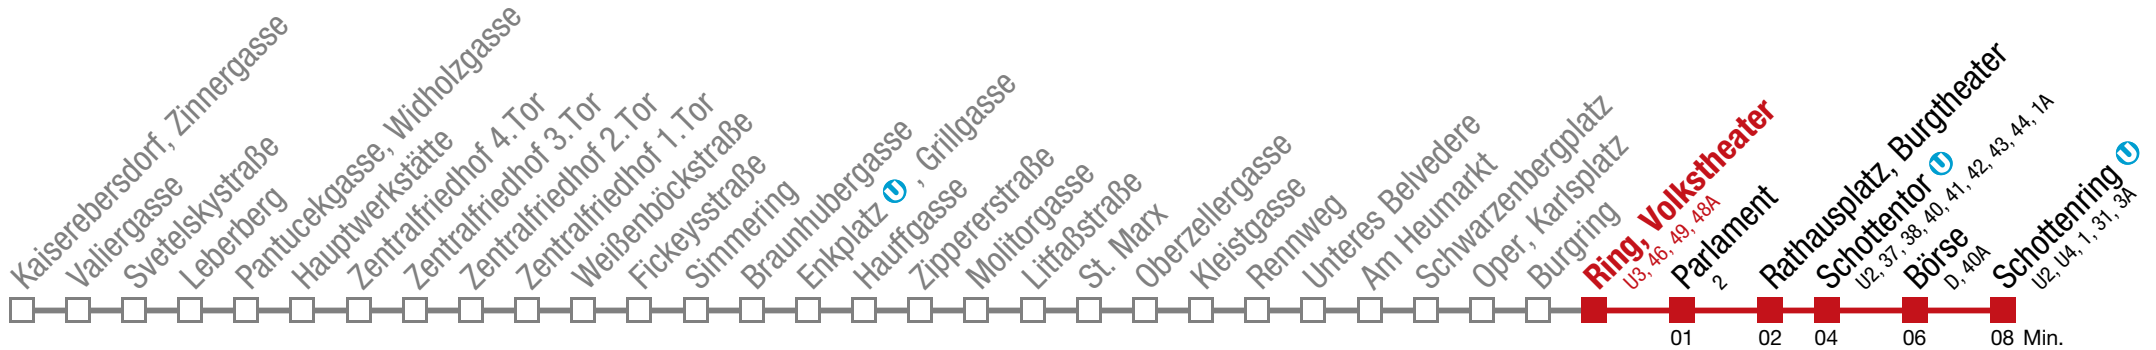 Kaiserebersdorf, Zinnergasse
Valiergasse
Svetelskystraße
Leberberg
Pantucekgasse, Widholzgasse
Hauptwerkstätte
Zentralfriedhof 4.Tor
Zentralfriedhof 3.Tor
Zentralfriedhof 2.Tor
Zentralfriedhof 1.Tor
Weißenböckstraße
Fickeysstraße
Simmering
Braunhubergasse
Enkplatz U, Grillgasse
Hauffgasse
Zippererstraße
Molitorgasse
Litfaßstraße
St. Marx
Oberzellergasse
Kleistgasse
Rennweg
Unteres Belvedere
Am Heumarkt
Schwarzenbergplatz
Oper, Karlsplatz
Burgring
Ring, Volkstheater
U3, 46, 49, 48A
Parlament
2
Rathausplatz, Burgtheater
Schottentor U
U2, 37, 38, 40, 41, 42, 43, 44, 1A
Börse
D, 40A
Schottenring U
U2, U4, 1, 31, 3A
01 02 04 06 08 Min.